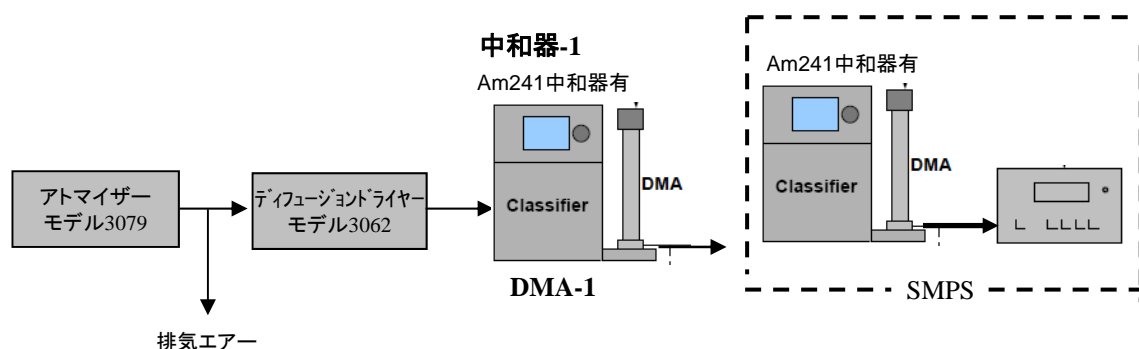 中和器-1
Am241中和器有
Am241中和器有
アトマイザー
モデル3079
ディフュージョンドライヤー
モデル3062
Classifier
DMA
Classifier
DMA
DMA-1
SMPS
排気エアー